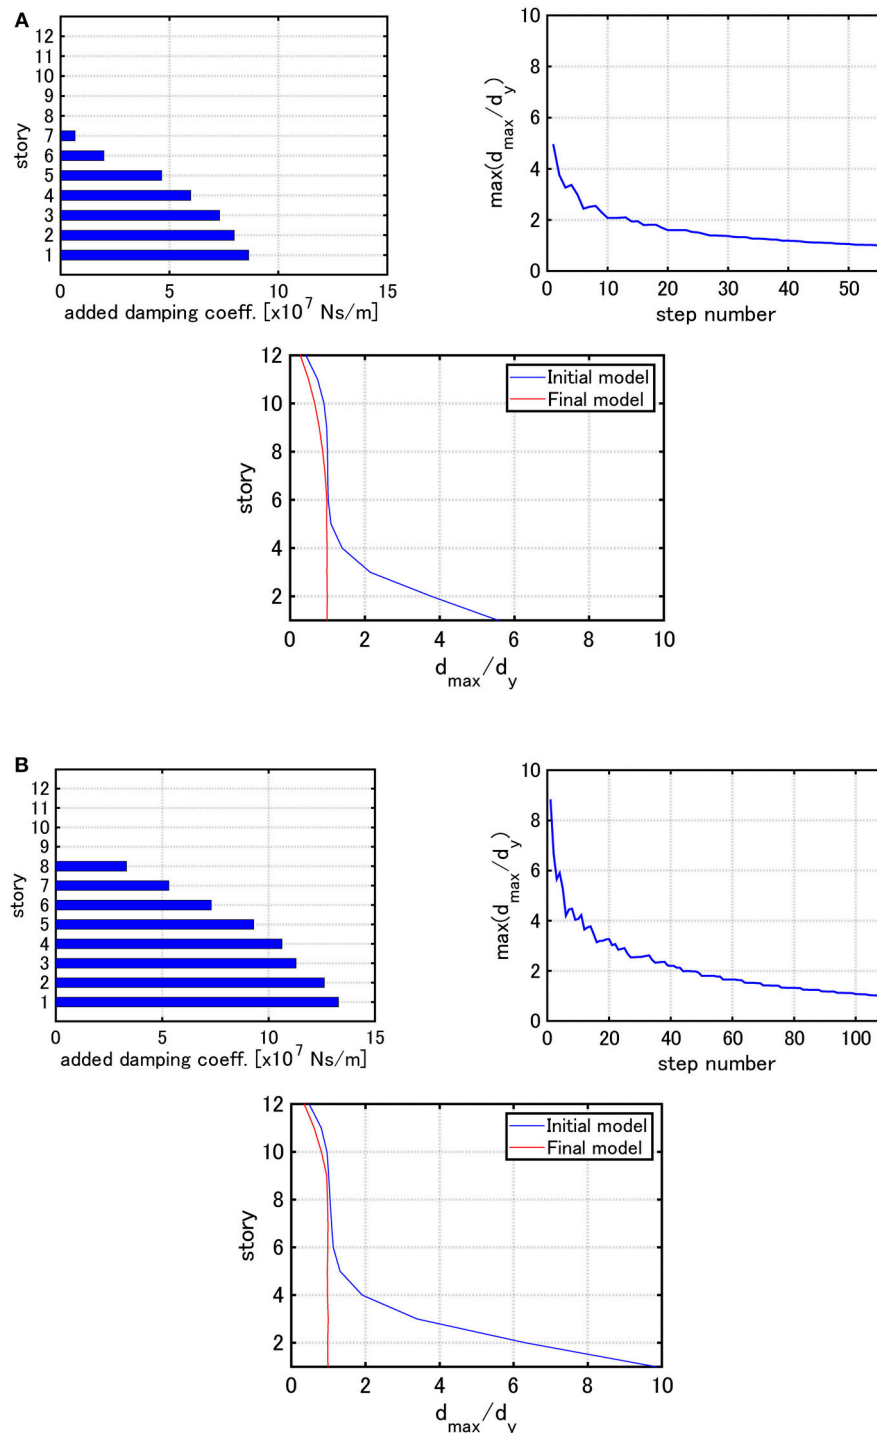 A
12
11
10
9
8
7
6
5
4
3
2
1
story
0 5 10 15
added damping coeff. [x10^7 Ns/m]
10
8
6
4
2
0
max(d_max/d_y)
0 10 20 30 40 50
step number
12
10
8
6
4
2
story
Initial model
Final model
0 2 4 6 8 10
d_max/d_y
B
12
11
10
9
8
7
6
5
4
3
2
1
story
0 5 10 15
added damping coeff. [x10^7 Ns/m]
10
8
6
4
2
0
max(d_max/d_y)
0 20 40 60 80 100
step number
12
10
8
6
4
2
story
Initial model
Final model
0 2 4 6 8 10
d_max/d_y